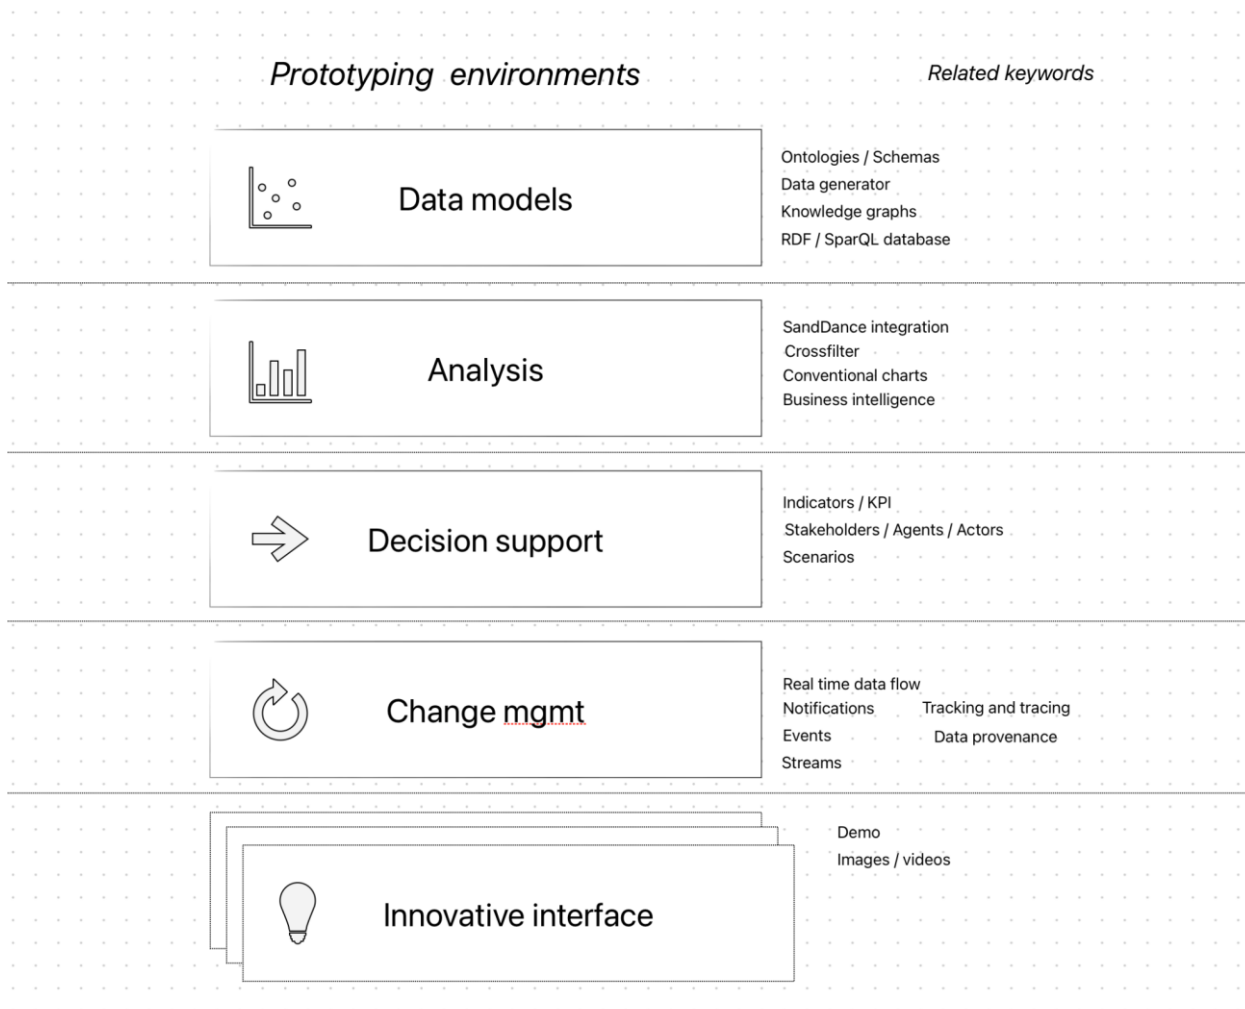 Prototyping environments
Related keywords
Data models
Ontologies / Schemas
Data generator
Knowledge graphs
RDF / SparQL database
Analysis
SandDance integration
Crossfilter
Conventional charts
Business intelligence
Decision support
Indicators / KPI
Stakeholders / Agents / Actors
Scenarios
Change mgmt
Real time data flow
Notifications
Tracking and tracing
Events
Data provenance
Streams
Innovative interface
Demo
Images / videos